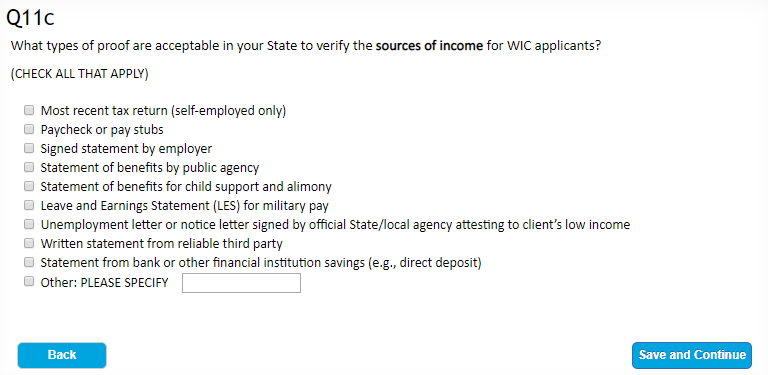 Q11c
What types of proof are acceptable in your State to verify the sources of income for WIC applicants?
(CHECK ALL THAT APPLY)
Most recent tax return (self-employed only)
Paycheck or pay stubs
Signed statement by employer
Statement of benefits by public agency
Statement of benefits for child support and alimony
Leave and Earnings Statement (LES) for military pay
Unemployment letter or notice letter signed by official State/local agency attesting to client's low income
Written statement from reliable third party
Statement from bank or other financial institution savings (e.g., direct deposit)
Other: PLEASE SPECIFY
Back Save and Continue